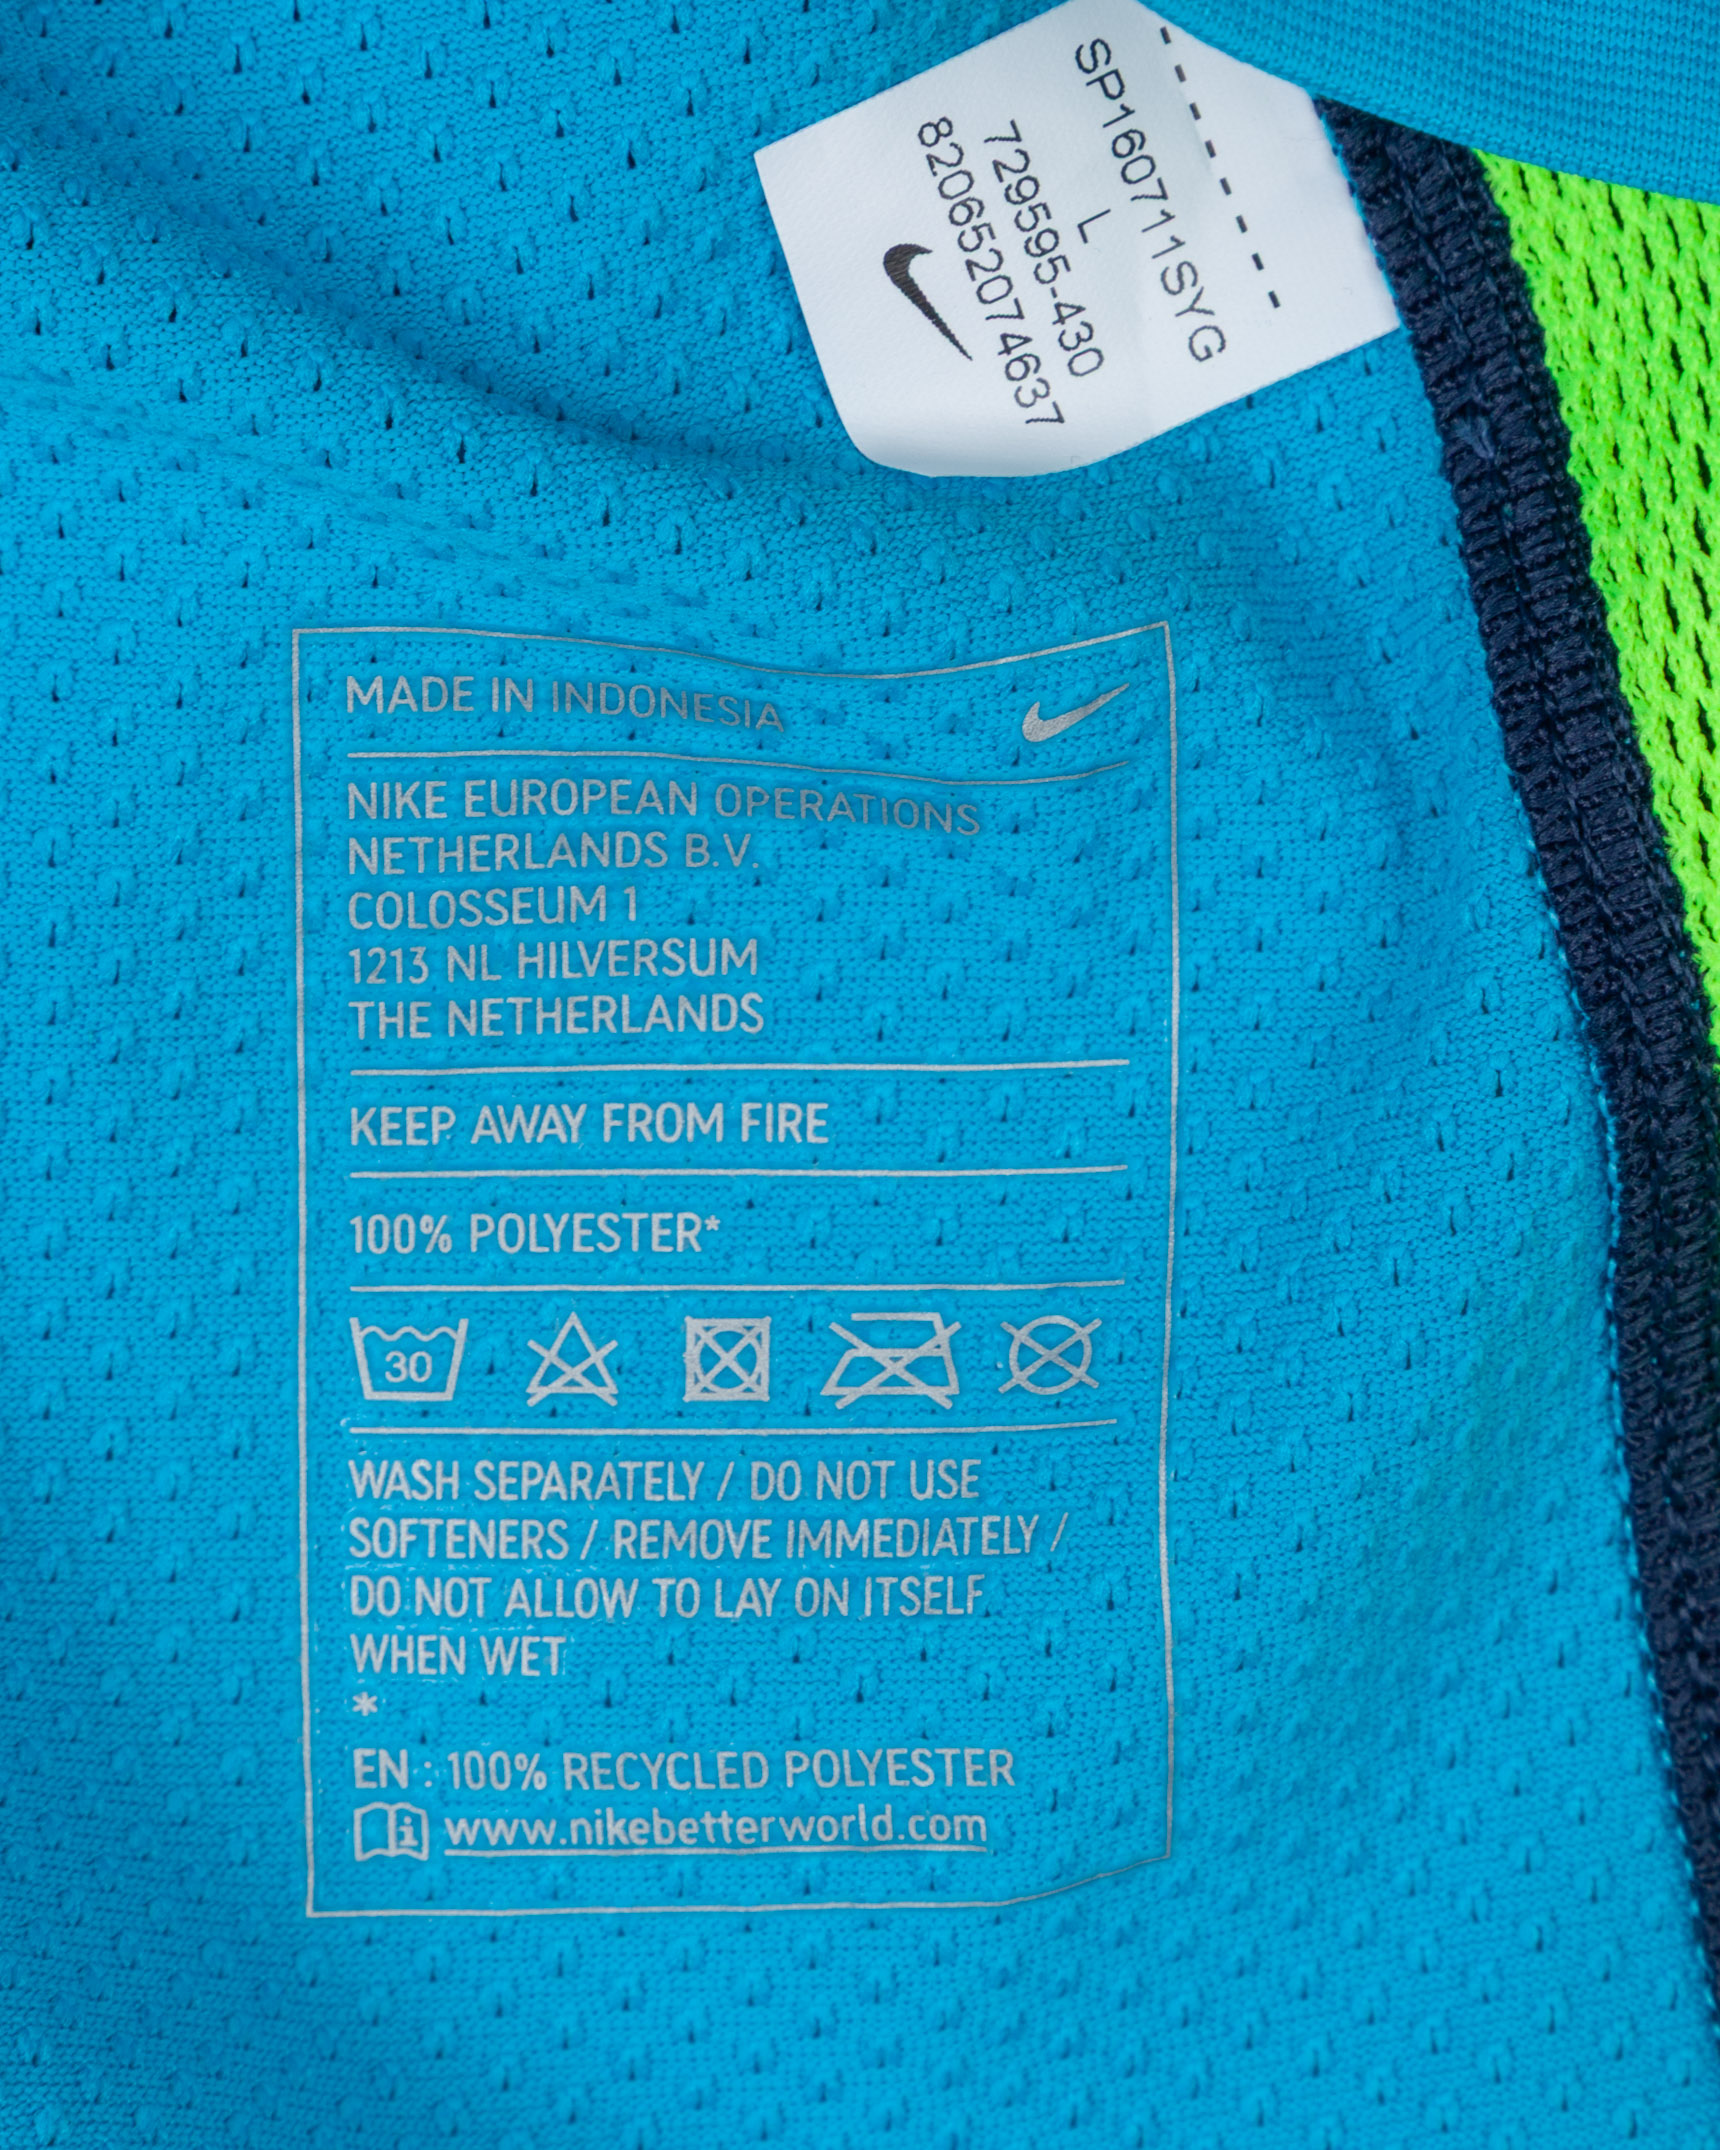 SP160711SYG
L
729595-430
820652074637
MADE IN INDONESIA
NIKE EUROPEAN OPERATIONS
NETHERLANDS B.V.
COLOSSEUM 1
1213 NL HILVERSUM
THE NETHERLANDS
KEEP AWAY FROM FIRE
100% POLYESTER*
30
WASH SEPARATELY / DO NOT USE
SOFTENERS / REMOVE IMMEDIATELY /
DO NOT ALLOW TO LAY ON ITSELF
WHEN WET
*
EN : 100% RECYCLED POLYESTER
www.nikebetterworld.com